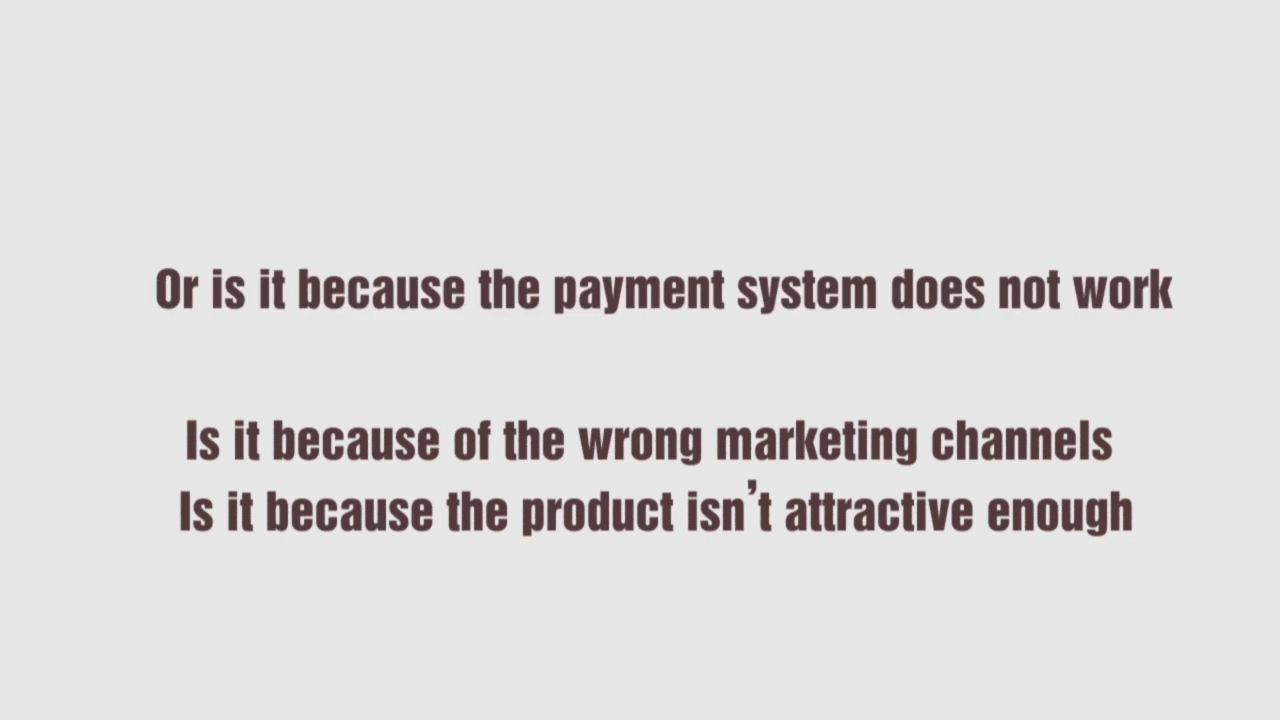 Or is it because the payment system does not work
Is it because of the wrong marketing channels
Is it because the product isn’t attractive enough